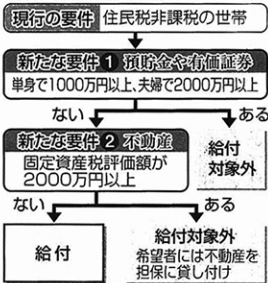 現行の要件 住民税非課税の世帯
新たな要件❶ 預貯金や有価証券
単身で1000万円以上、夫婦で2000万円以上
ない ある
新たな要件❷ 不動産
固定資産税評価額が
2000万円以上
給付
対象外
ない ある
給付
給付対象外
希望者には不動産を
担保に貸し付け